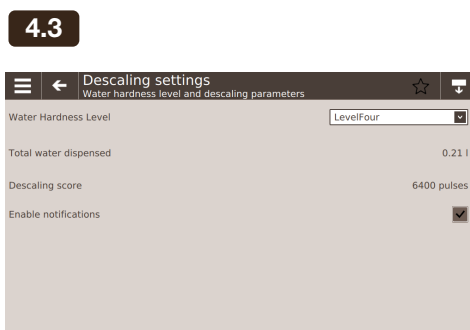 4.3
Descaling settings
Water hardness level and descaling parameters
Water Hardness Level
LevelFour
Total water dispensed
0.21 l
Descaling score
6400 pulses
Enable notifications